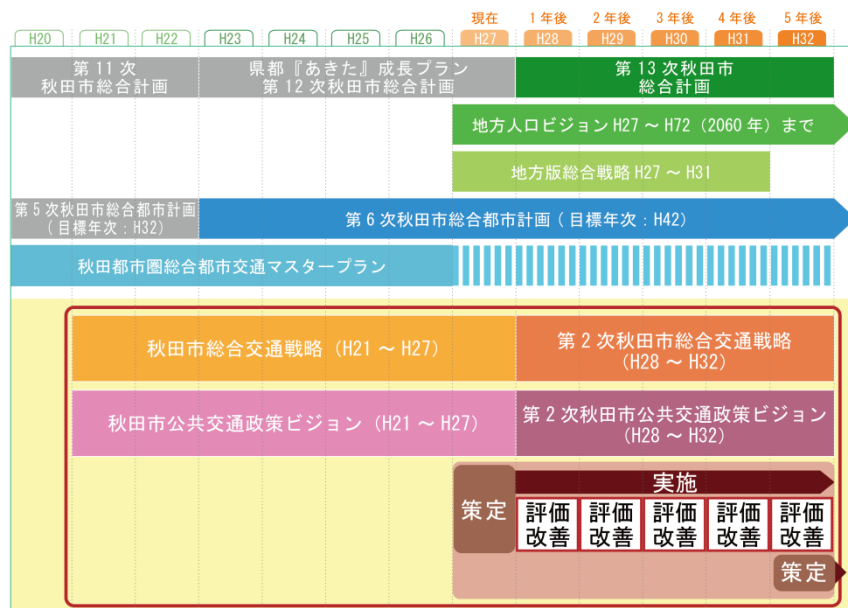 現在 1年後 2年後 3年後 4年後 5年後
H20 H21 H22 H23 H24 H25 H26 H27 H28 H29 H30 H31 H32
第11次
秋田市総合計画
県都『あきた』成長プラン
第12次秋田市総合計画
第13次秋田市
総合計画
地方人口ビジョン H27 ～ H72（2060年）まで
地方版総合戦略 H27 ～ H31
第5次秋田市総合都市計画
(目標年次：H32)
第6次秋田市総合都市計画(目標年次：H42)
秋田都市圏総合都市交通マスタープラン
秋田市総合交通戦略（H21 ～ H27）
第2次秋田市総合交通戦略
(H28 ～ H32)
秋田市公共交通政策ビジョン（H21 ～ H27）
第2次秋田市公共交通政策ビジョン
(H28 ～ H32)
策定
実施
評価
改善
評価
改善
評価
改善
評価
改善
評価
改善
策定